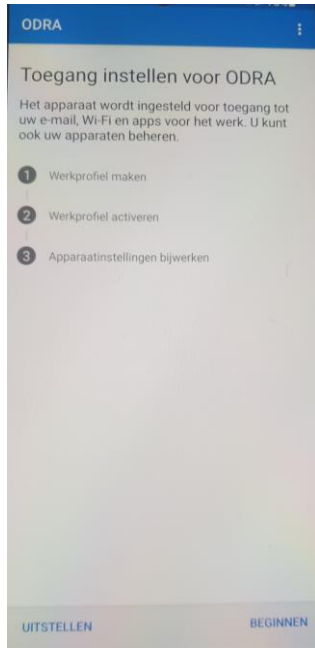 ODRA
Toegang instellen voor ODRA
Het apparaat wordt ingesteld voor toegang tot
uw e-mail, Wi-Fi en apps voor het werk. U kunt
ook uw apparaten beheren.
1 Werkprofiel maken
2 Werkprofiel activeren
3 Apparaatinstellingen bijwerken
UITSTELLEN BEGINNEN